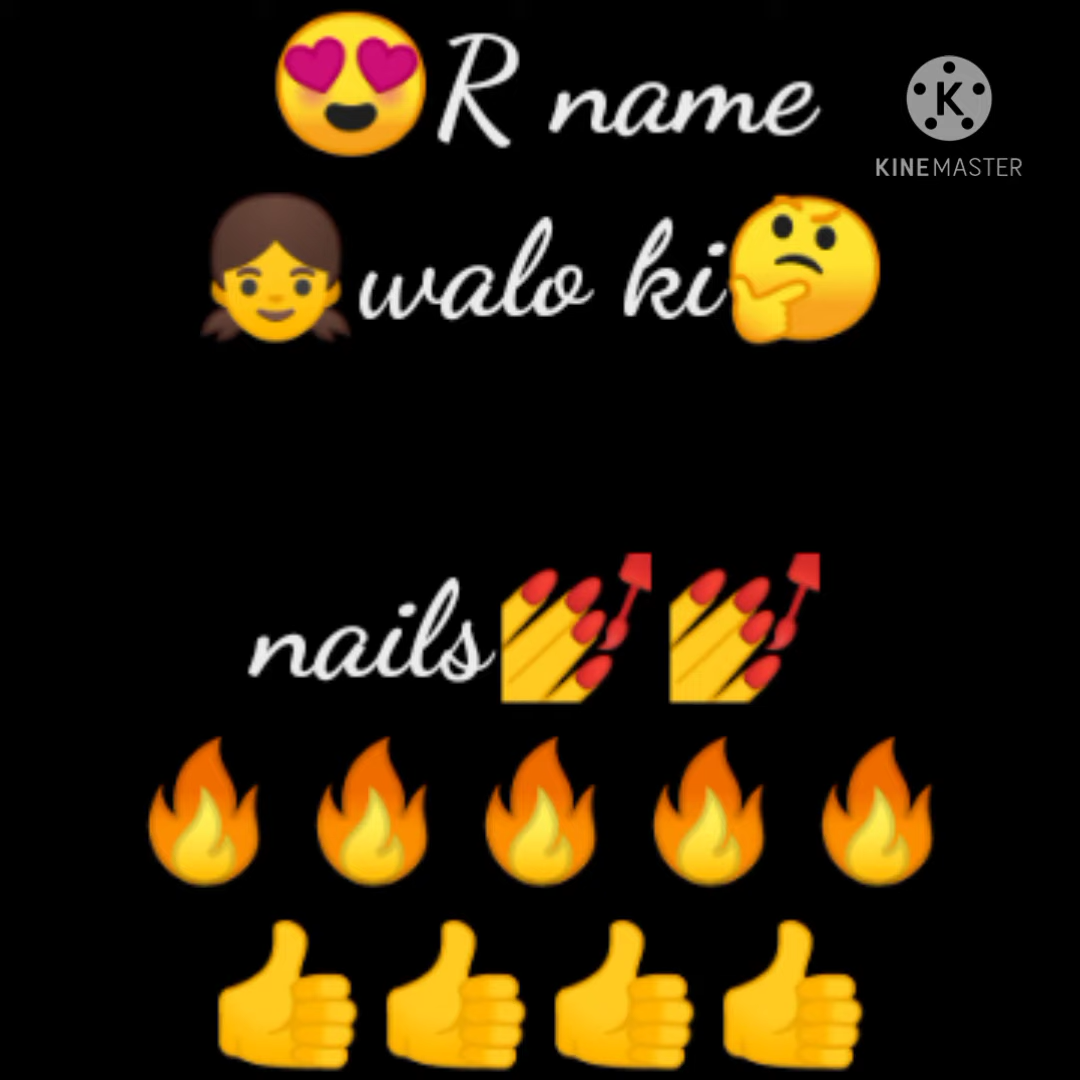 😍R name
KINEMASTER
👧walo ki🤔
nails💅💅
🔥🔥🔥🔥🔥
👍👍👍👍